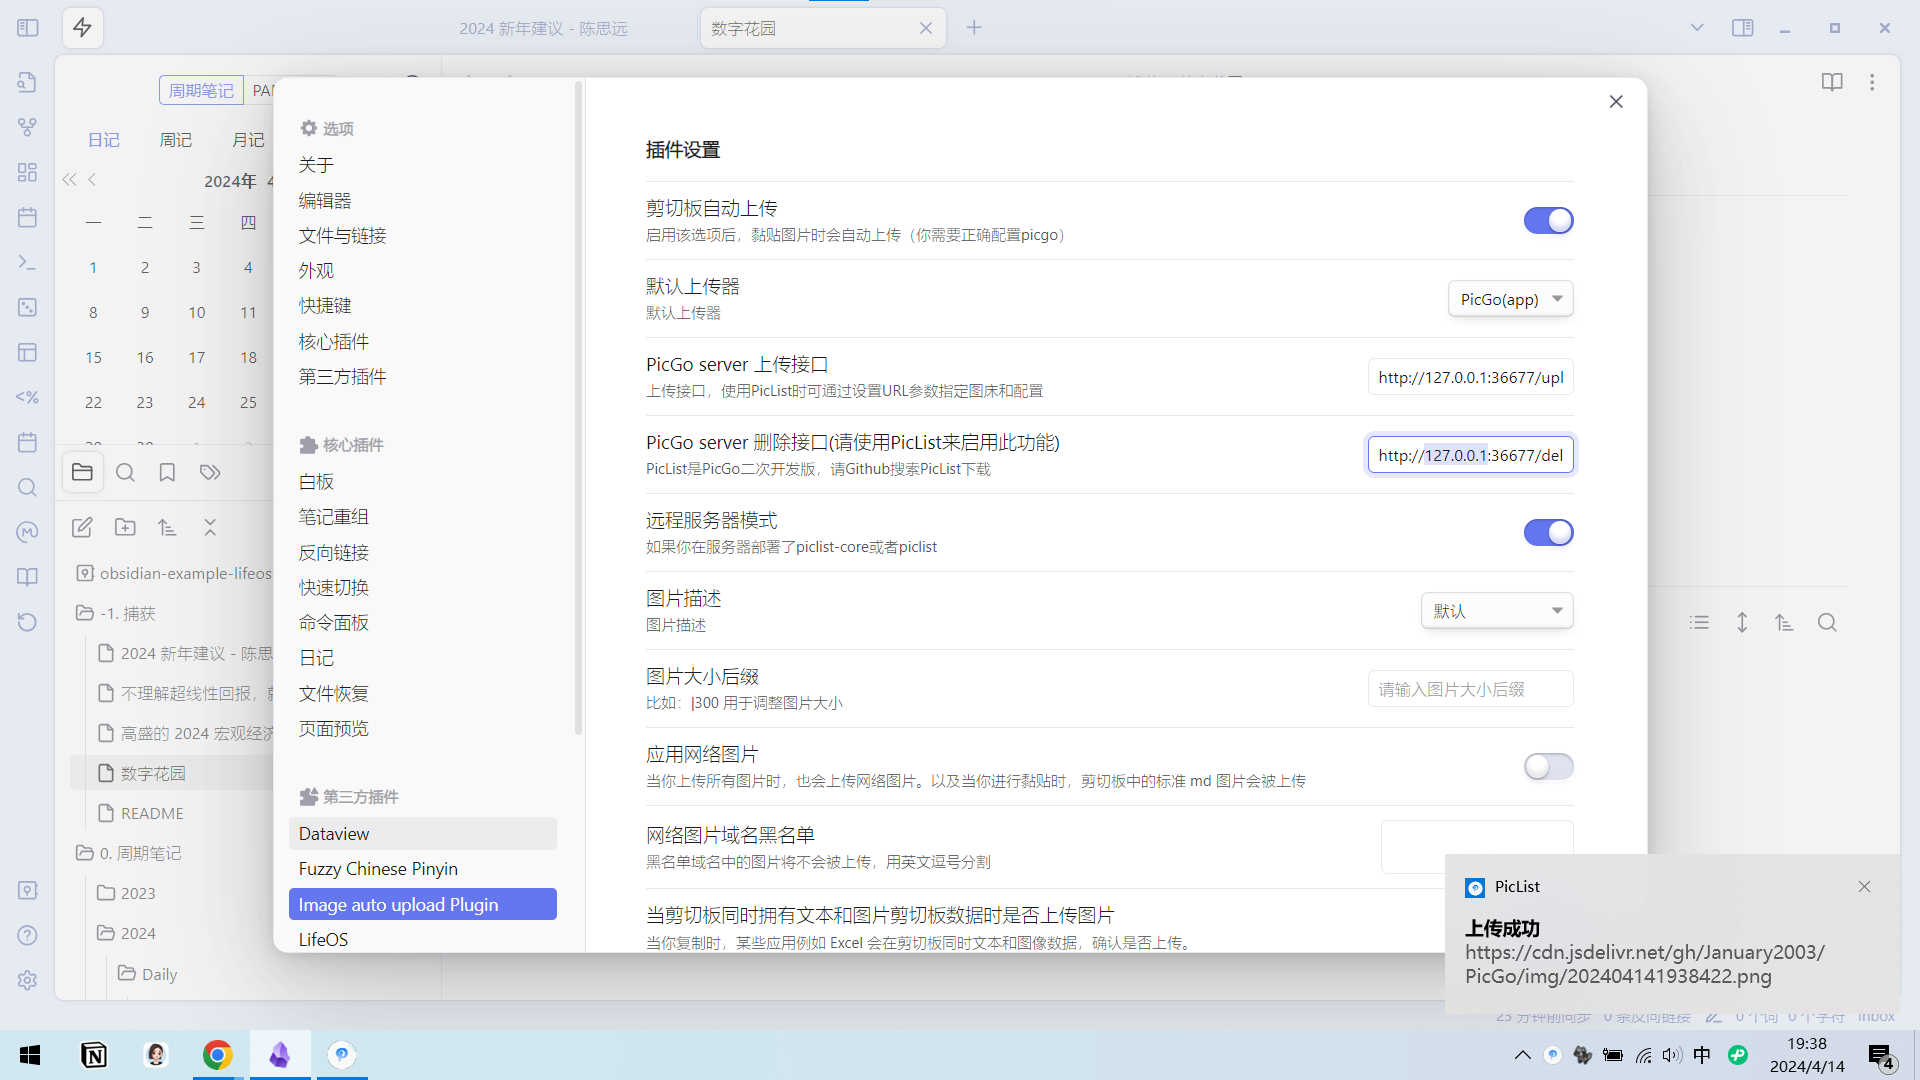 2024 新年建议 - 陈思远
数字花园
周期笔记
日记 周记 月记
2024年
一 二 三 四
1 2 3 4
8 9 10 11
15 16 17 18
22 23 24 25
obsidian-example-lifeos
-1. 捕获
2024 新年建议 - 陈思
不理解超线性回报，
高盛的 2024 宏观经济
数字花园
README
0. 周期笔记
2023
2024
Daily
选项
关于
编辑器
文件与链接
外观
快捷键
核心插件
第三方插件
核心插件
白板
笔记重组
反向链接
快速切换
命令面板
日记
文件恢复
页面预览
第三方插件
Dataview
Fuzzy Chinese Pinyin
Image auto upload Plugin
LifeOS
插件设置
剪切板自动上传
启用该选项后，黏贴图片时会自动上传（你需要正确配置picgo）
默认上传器
默认上传器
PicGo(app)
PicGo server 上传接口
上传接口，使用PicList时可通过设置URL参数指定图床和配置
http://127.0.0.1:36677/upl
PicGo server 删除接口(请使用PicList来启用此功能)
PicList是PicGo二次开发版，请Github搜索PicList下载
http://127.0.0.1:36677/del
远程服务器模式
如果你在服务器部署了piclist-core或者piclist
图片描述
图片描述
默认
图片大小后缀
比如：|300 用于调整图片大小
请输入图片大小后缀
应用网络图片
当你上传所有图片时，也会上传网络图片。以及当你进行黏贴时，剪切板中的标准 md 图片会被上传
网络图片域名黑名单
黑名单域名中的图片将不会被上传，用英文逗号分割
当剪切板同时拥有文本和图片剪切板数据时是否上传图片
当你复制时，某些应用例如 Excel 会在剪切板同时文本和图像数据，确认是否上传。
PicList
上传成功
https://cdn.jsdelivr.net/gh/January2003/
PicGo/img/202404141938422.png
23 分钟前同步 0 条反向链接 0 个词 0 个字符 Inbox
中
19:38
2024/4/14
4